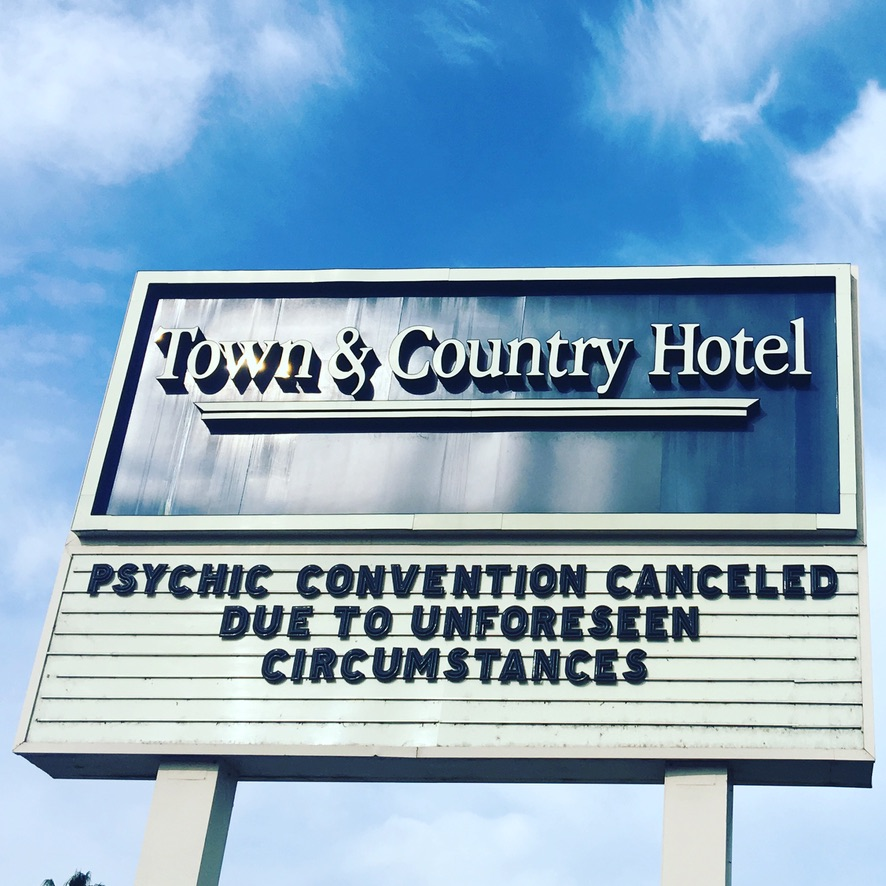 Town & Country Hotel
PSYCHIC CONVENTION CANCELED
DUE TO UNFORESEEN
CIRCUMSTANCES